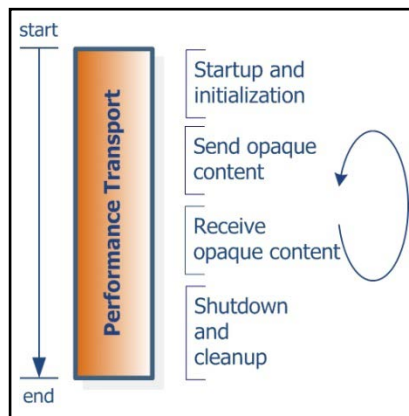 start
Performance Transport
Startup and
initialization
Send opaque
content
Receive
opaque content
Shutdown
and
cleanup
end